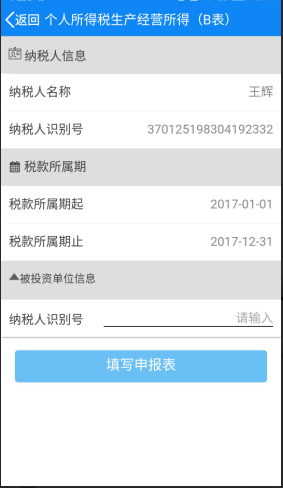 返回 个人所得税生产经营所得（B表）
纳税人信息
纳税人名称 王辉
纳税人识别号 370125198304192332
税款所属期
税款所属期起 2017-01-01
税款所属期止 2017-12-31
被投资单位信息
纳税人识别号 请输入
填写申报表